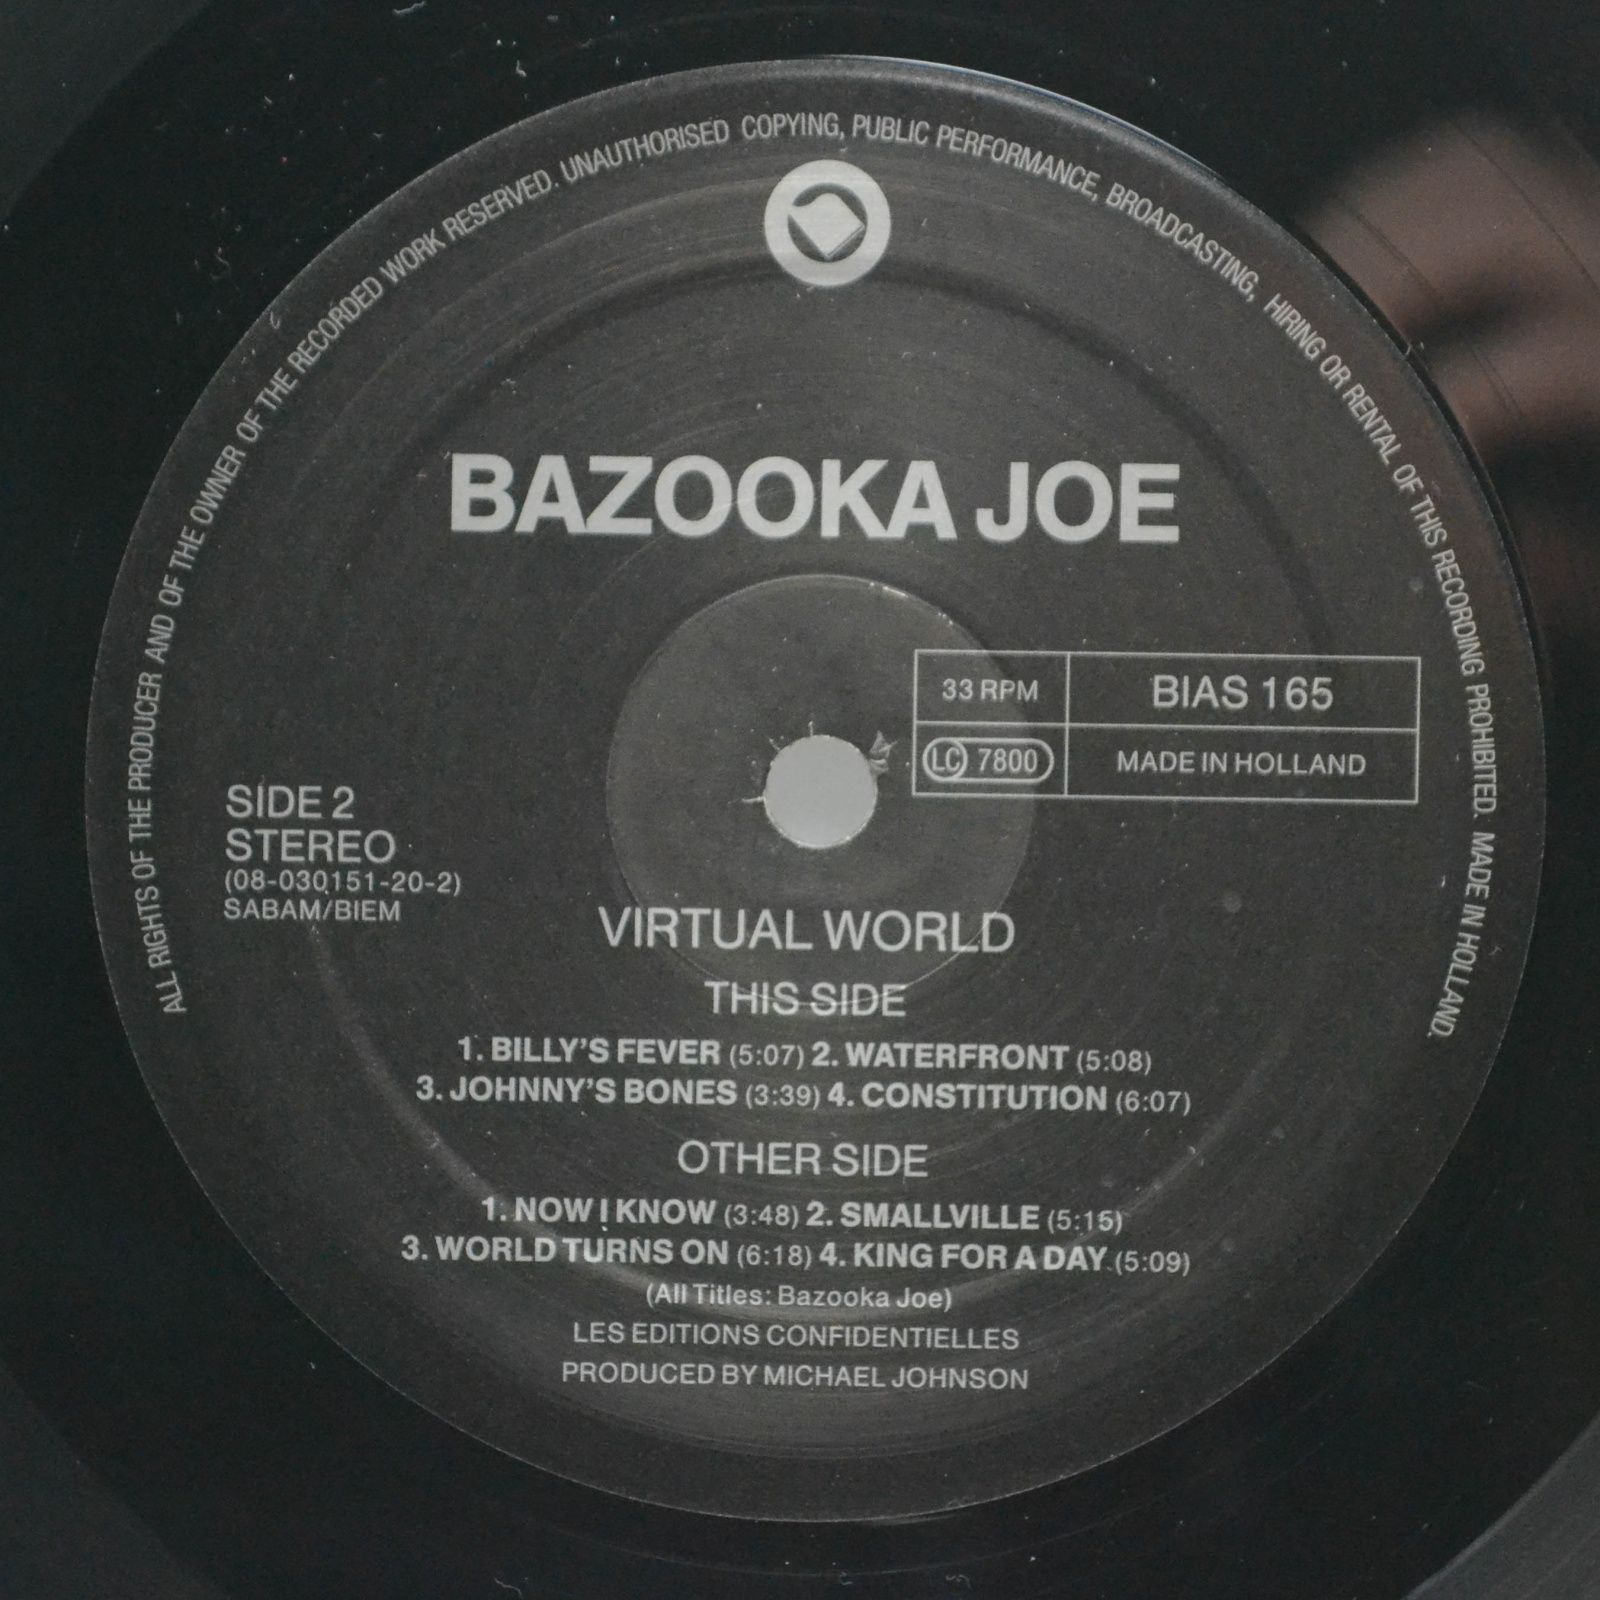 ALL RIGHTS OF THE PRODUCER AND OF THE OWNER OF THE RECORDED WORK RESERVED. UNAUTHORISED COPYING, PUBLIC PERFORMANCE, BROADCASTING, HIRING OR RENTAL OF THIS RECORDING PROHIBITED. MADE IN HOLLAND.
BAZOOKA JOE
33 RPM
BIAS 165
LC 7800
MADE IN HOLLAND
SIDE 2
STEREO
(08-030151-20-2)
SABAM/BIEM
VIRTUAL WORLD
THIS SIDE
1. BILLY'S FEVER (5:07) 2. WATERFRONT (5:08)
3. JOHNNY'S BONES (3:39) 4. CONSTITUTION (6:07)
OTHER SIDE
1. NOW I KNOW (3:48) 2. SMALLVILLE (5:15)
3. WORLD TURNS ON (6:18) 4. KING FOR A DAY (5:09)
(All Titles: Bazooka Joe)
LES EDITIONS CONFIDENTIELLES
PRODUCED BY MICHAEL JOHNSON